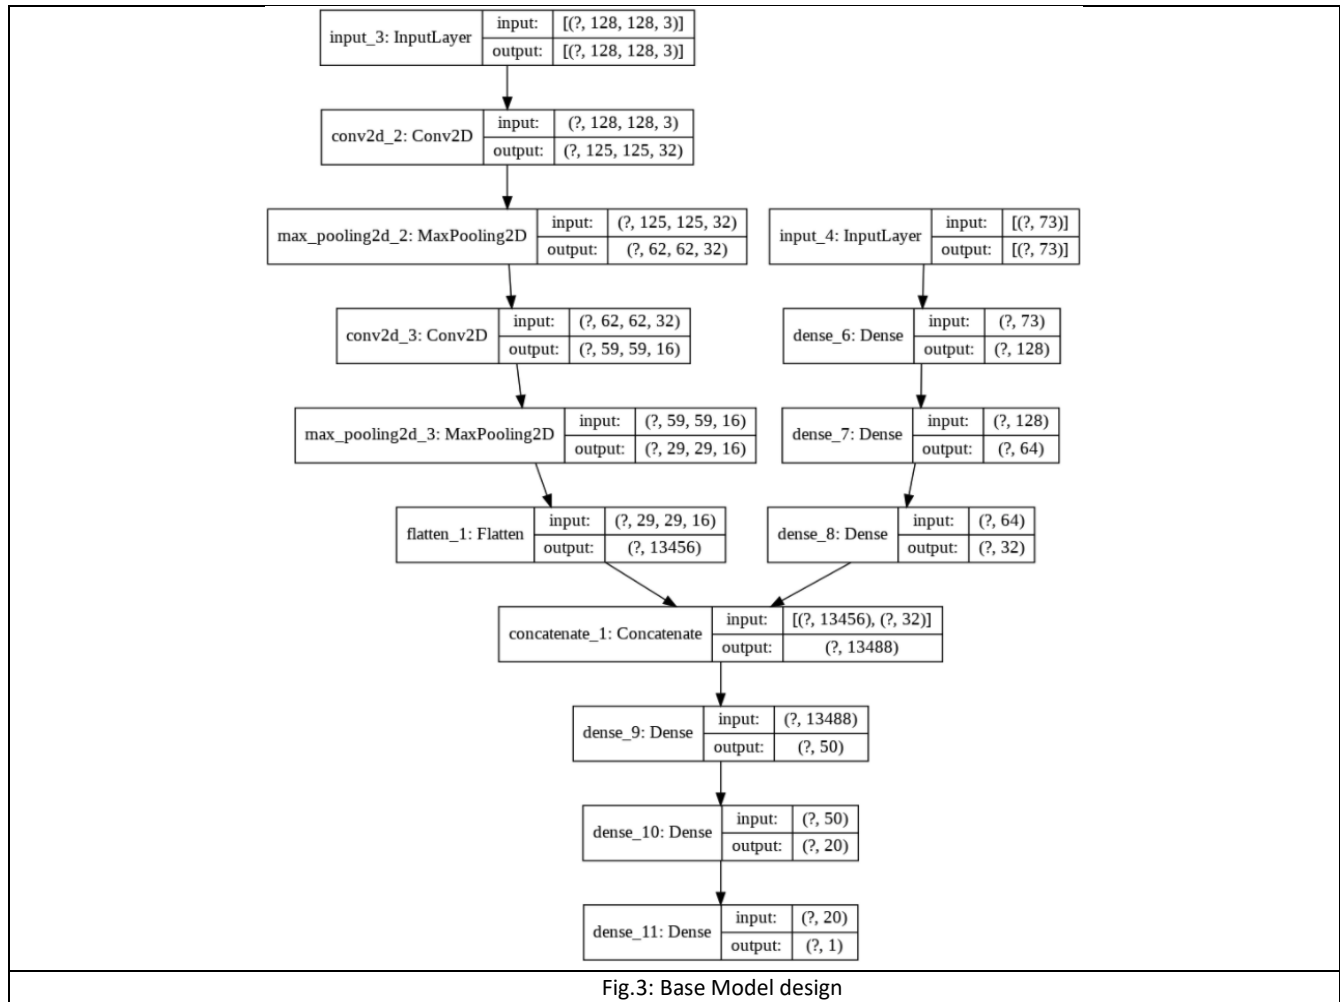 input_3: InputLayer
input: [(?, 128, 128, 3)]
output: [(?, 128, 128, 3)]
conv2d_2: Conv2D
input: (?, 128, 128, 3)
output: (?, 125, 125, 32)
max_pooling2d_2: MaxPooling2D
input: (?, 125, 125, 32)
output: (?, 62, 62, 32)
input_4: InputLayer
input: [(?, 73)]
output: [(?, 73)]
conv2d_3: Conv2D
input: (?, 62, 62, 32)
output: (?, 59, 59, 16)
dense_6: Dense
input: (?, 73)
output: (?, 128)
max_pooling2d_3: MaxPooling2D
input: (?, 59, 59, 16)
output: (?, 29, 29, 16)
dense_7: Dense
input: (?, 128)
output: (?, 64)
flatten_1: Flatten
input: (?, 29, 29, 16)
output: (?, 13456)
dense_8: Dense
input: (?, 64)
output: (?, 32)
concatenate_1: Concatenate
input: [(?, 13456), (?, 32)]
output: (?, 13488)
dense_9: Dense
input: (?, 13488)
output: (?, 50)
dense_10: Dense
input: (?, 50)
output: (?, 20)
dense_11: Dense
input: (?, 20)
output: (?, 1)
Fig.3: Base Model design